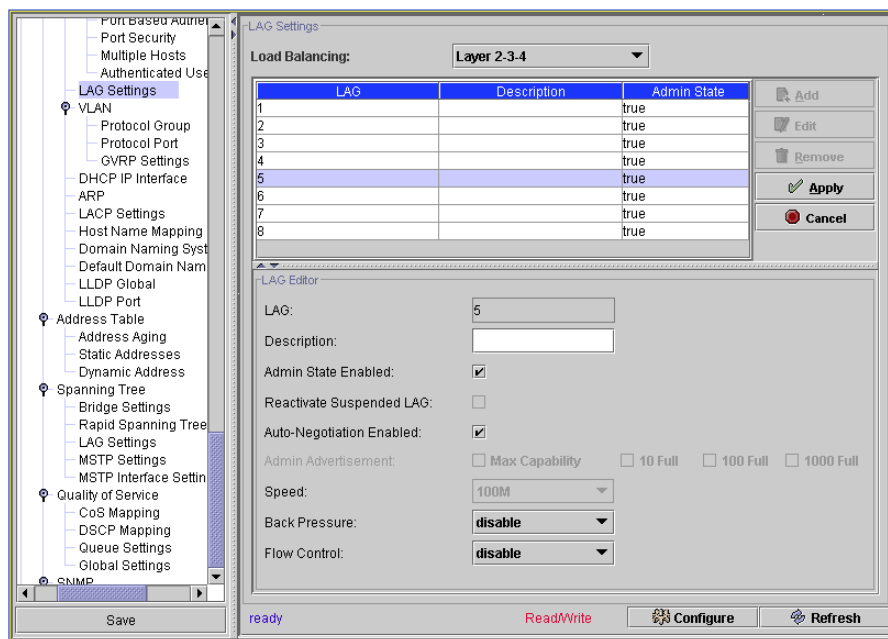 Port Based Auther
Port Security
Multiple Hosts
Authenticated Use
LAG Settings
VLAN
Protocol Group
Protocol Port
GVRP Settings
DHCP IP Interface
ARP
LACP Settings
Host Name Mapping
Domain Naming Syst
Default Domain Nam
LLDP Global
LLDP Port
Address Table
Address Aging
Static Addresses
Dynamic Address
Spanning Tree
Bridge Settings
Rapid Spanning Tree
LAG Settings
MSTP Settings
MSTP Interface Settin
Quality of Service
CoS Mapping
DSCP Mapping
Queue Settings
Global Settings
SNMP
Save
LAG Settings
Load Balancing: Layer 2-3-4
LAG Description Admin State
1 true
2 true
3 true
4 true
5 true
6 true
7 true
8 true
Add
Edit
Remove
Apply
Cancel
LAG Editor
LAG: 5
Description:
Admin State Enabled:
Reactivate Suspended LAG:
Auto-Negotiation Enabled:
Admin Advertisement: Max Capability 10 Full 100 Full 1000 Full
Speed: 100M
Back Pressure: disable
Flow Control: disable
ready Read/Write Configure Refresh